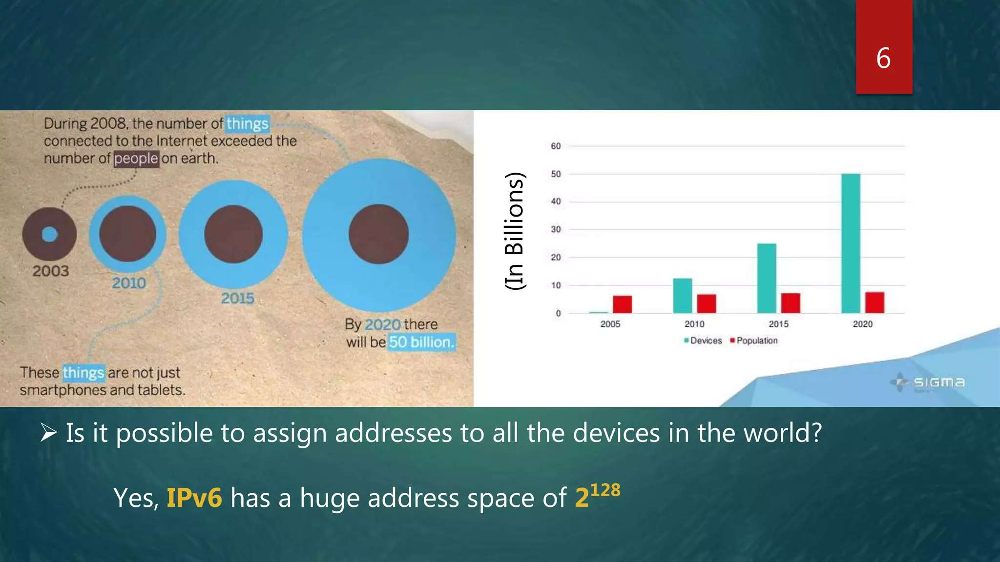 6
During 2008, the number of things
connected to the Internet exceeded the
number of people on earth.
2003
2010
2015
By 2020 there
will be 50 billion.
These things are not just
smartphones and tablets.
(In Billions)
60
50
40
30
20
10
0
2005 2010 2015 2020
Devices Population
SIGMA
➢ Is it possible to assign addresses to all the devices in the world?
Yes, IPv6 has a huge address space of 2¹²⁸